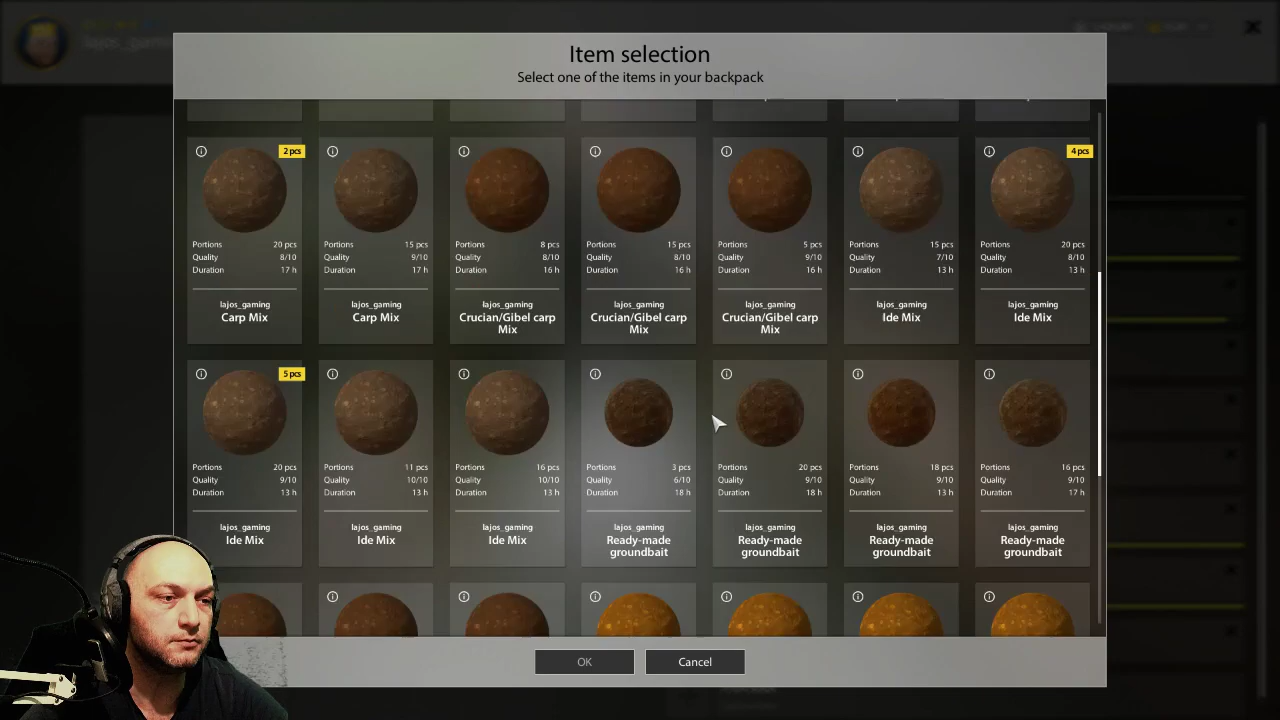 lajos_gami
Item selection
Select one of the items in your backpack
2 pcs
4 pcs
Portions 20 pcs
Quality 8/10
Duration 17 h
lajos_gaming
Carp Mix
Portions 15 pcs
Quality 9/10
Duration 17 h
lajos_gaming
Carp Mix
Portions 8 pcs
Quality 8/10
Duration 16 h
lajos_gaming
Crucian/Gibel carp
Mix
Portions 15 pcs
Quality 8/10
Duration 16 h
lajos_gaming
Crucian/Gibel carp
Mix
Portions 5 pcs
Quality 9/10
Duration 16 h
lajos_gaming
Crucian/Gibel carp
Mix
Portions 15 pcs
Quality 7/10
Duration 13 h
lajos_gaming
Ide Mix
Portions 20 pcs
Quality 8/10
Duration 13 h
lajos_gaming
Ide Mix
5 pcs
Portions 20 pcs
Quality 9/10
Duration 13 h
lajos_gaming
Ide Mix
Portions 11 pcs
Quality 10/10
Duration 13 h
lajos_gaming
Ide Mix
Portions 16 pcs
Quality 10/10
Duration 13 h
lajos_gaming
Ide Mix
Portions 3 pcs
Quality 6/10
Duration 18 h
lajos_gaming
Ready-made
groundbait
Portions 20 pcs
Quality 9/10
Duration 18 h
lajos_gaming
Ready-made
groundbait
Portions 18 pcs
Quality 9/10
Duration 13 h
lajos_gaming
Ready-made
groundbait
Portions 16 pcs
Quality 9/10
Duration 17 h
lajos_gaming
Ready-made
groundbait
OK
Cancel